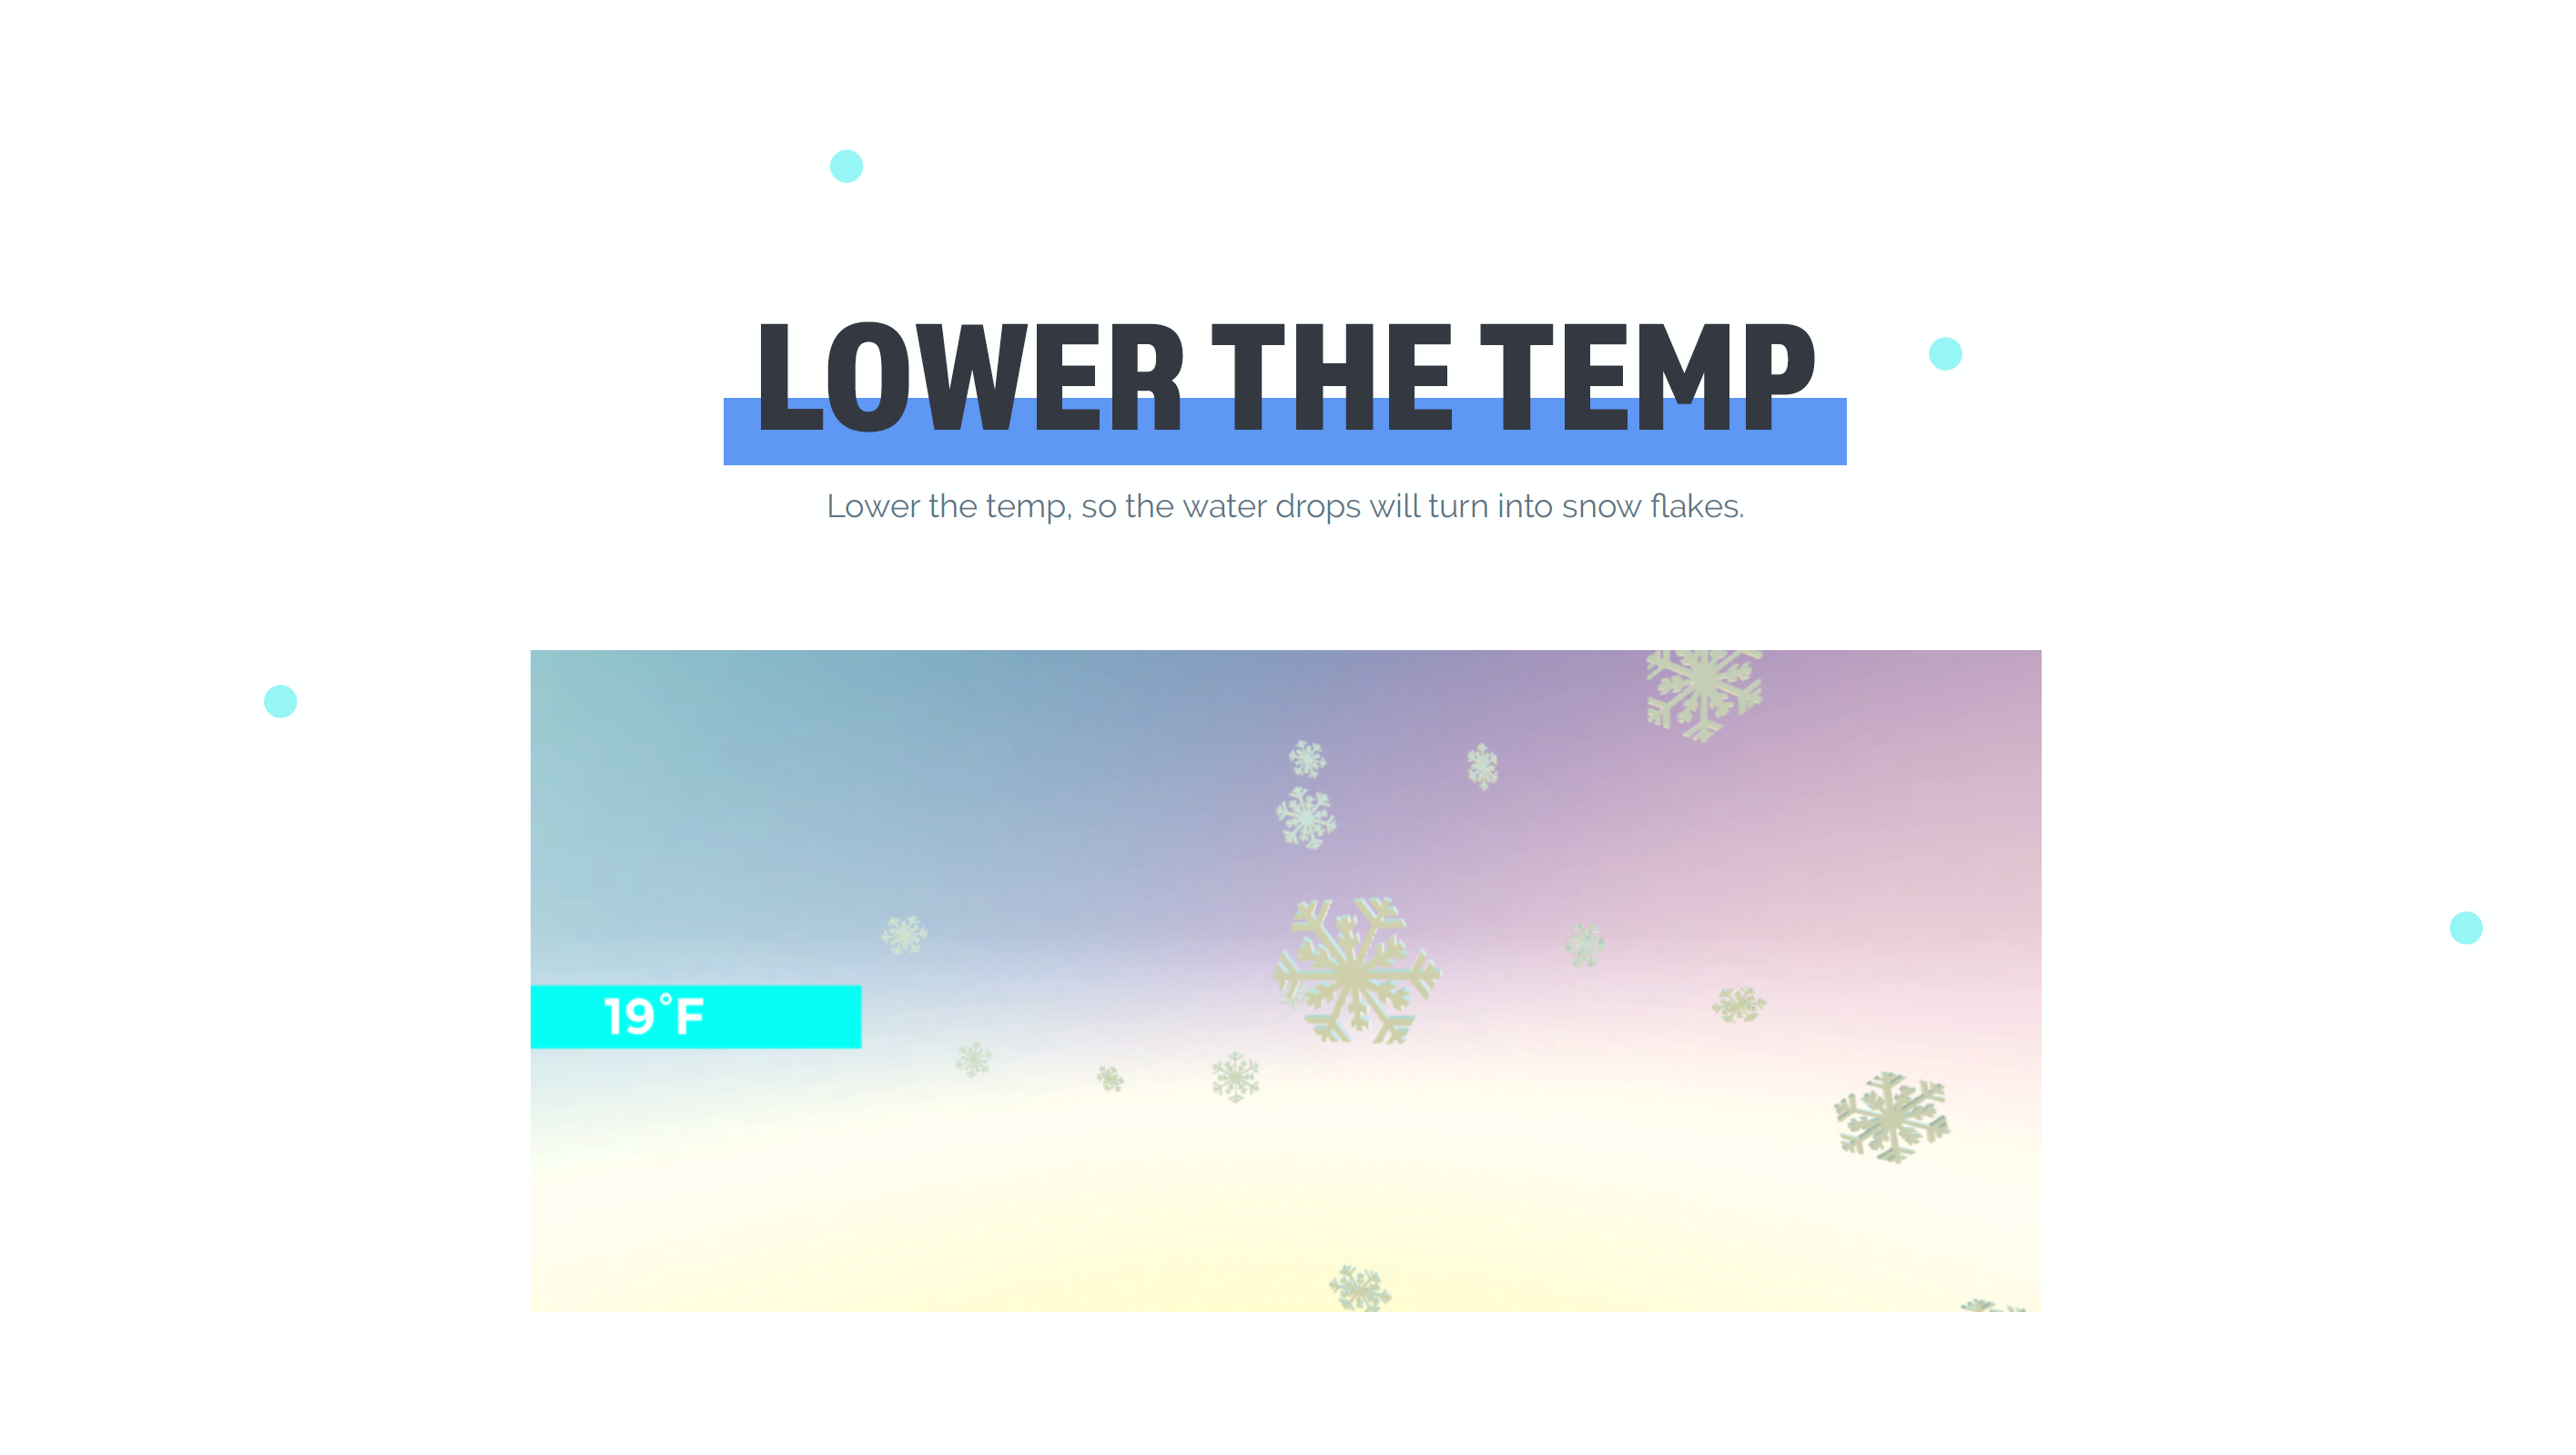 LOWER THE TEMP
Lower the temp, so the water drops will turn into snow flakes.
19°F